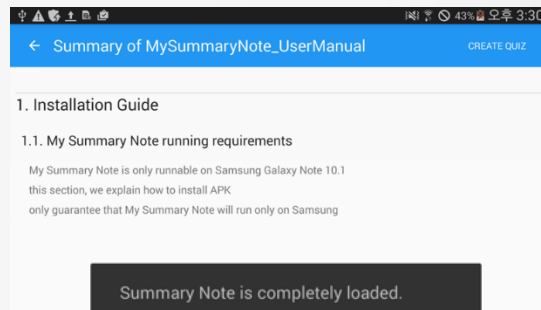 43% 오후 3:30
Summary of MySummaryNote_UserManual
CREATE QUIZ
1. Installation Guide
1.1. My Summary Note running requirements
My Summary Note is only runnable on Samsung Galaxy Note 10.1
this section, we explain how to install APK
only guarantee that My Summary Note will run only on Samsung
Summary Note is completely loaded.